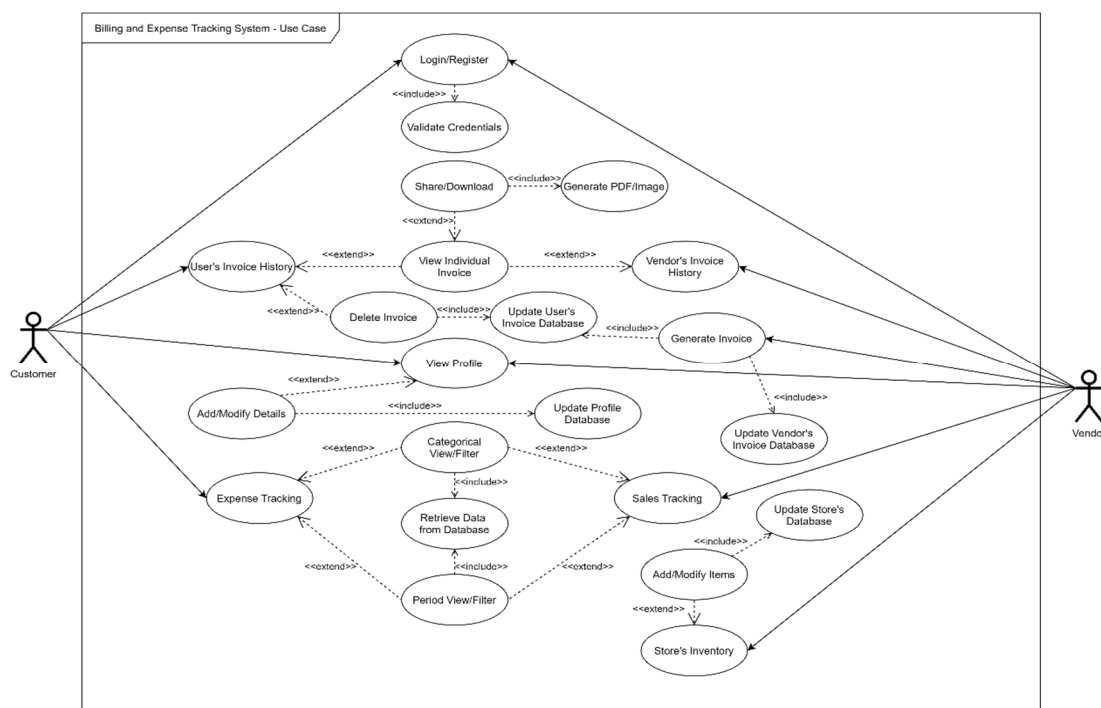 Billing and Expense Tracking System - Use Case
Login/Register
<<include>>
Validate Credentials
Share/Download
<<include>>
Generate PDF/Image
<<extend>>
User's Invoice History
<<extend>>
View Individual
Invoice
<<extend>>
Vendor's Invoice
History
<<extend>>
Delete Invoice
<<include>>
Update User's
Invoice Database
<<include>>
Generate Invoice
Customer
View Profile
<<extend>>
<<include>>
Vendor
Add/Modify Details
<<include>>
Update Profile
Database
Update Vendor's
Invoice Database
Categorical
View/Filter
<<extend>>
<<extend>>
<<include>>
Expense Tracking
Sales Tracking
Retrieve Data
from Database
Update Store's
Database
<<include>>
<<extend>>
<<include>>
<<extend>>
Add/Modify Items
Period View/Filter
<<extend>>
Store's Inventory